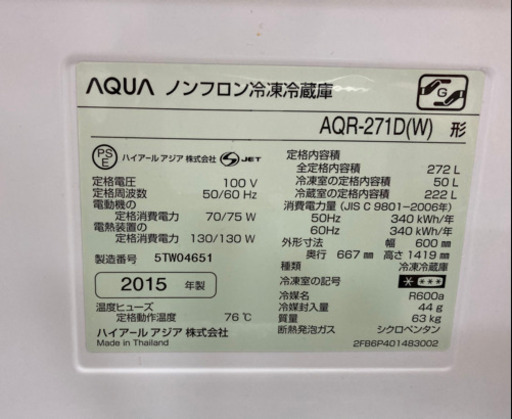 AQUA ノンフロン冷凍冷蔵庫
G
AQR-271D(W) 形
PS E ハイアール アジア 株式会社 S JET
定格電圧 100 V
定格周波数 50/60 Hz
電動機の
定格消費電力 70/75 W
電熱装置の
定格消費電力 130/130 W
製造番号 5TW04651
2015 年製
温度ヒューズ
定格動作温度 76℃
ハイアール アジア 株式会社
Made in Thailand
定格内容積
全定格内容積 272 L
冷凍室の定格内容積 50 L
冷蔵室の定格内容積 222 L
消費電力量(JIS C 9801-2006年)
50Hz 340 kWh/年
60Hz 340 kWh/年
外形寸法 幅 600 mm
奥行 667 mm 高さ 1419 mm
種類 冷凍冷蔵庫
冷凍室の記号 * ***
冷媒名 R600a
冷媒封入量 44 g
質量 63 kg
断熱発泡ガス シクロペンタン
2FB6P401483002